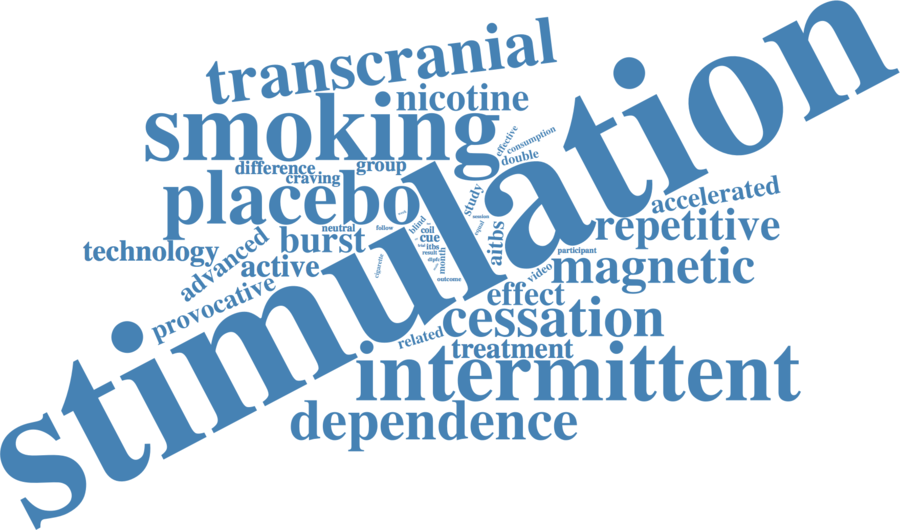 transcranial
nicotine
smoking
effective
consumption
double
difference
group
craving
placebo
study
stimulation
accelerated
repetitive
neutral
follow
blind
session
equal
technology
advanced
burst
coil
cue
itbs
result
month
aitbs
participant
active
cigarette
video
magnetic
outcome
provocative
effect
cessation
related
treatment
intermittent
dependence